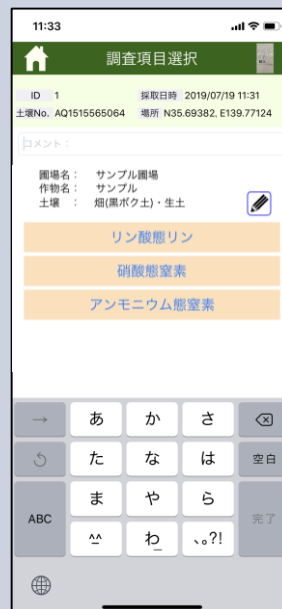 11:33
調査項目選択
ID 1 採取日時 2019/07/19 11:31
土壌No. AQ1515565064 場所 N35.69382, E139.77124
コメント：
圃場名： サンプル圃場
作物名： サンプル
土壌 ： 畑(黒ボク土)・生土
リン酸態リン
硝酸態窒素
アンモニウム態窒素
→ あ か さ
た な は 空白
ABC ま や ら 完了
^^ わ 、。?!